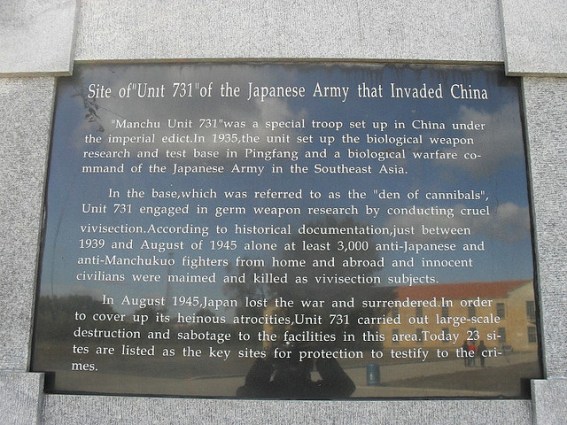 Site of"Unit 731"of the Japanese Army that Invaded China
"Manchu Unit 731"was a special troop set up in China under
the imperial edict.In 1935,the unit set up the biological weapon
research and test base in Pingfang and a biological warfare co-
mmand of the Japanese Army in the Southeast Asia.
In the base,which was referred to as the "den of cannibals",
Unit 731 engaged in germ weapon research by conducting cruel
vivisection.According to historical documentation,just between
1939 and August of 1945 alone at least 3,000 anti-Japanese and
anti-Manchukuo fighters from home and abroad and innocent
civilians were maimed and killed as vivisection subjects.
In August 1945,Japan lost the war and surrendered.In order
to cover up its heinous atrocities,Unit 731 carried out large-scale
destruction and sabotage to the facilities in this area.Today 23 si-
tes are listed as the key sites for protection to testify to the cri-
mes.